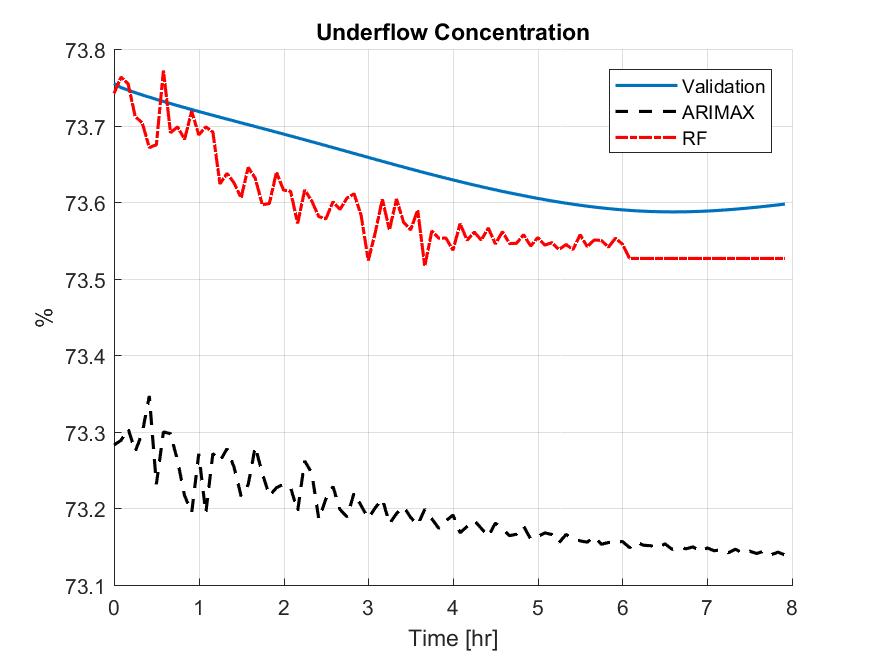 Underflow Concentration
73.8
73.7
73.6
73.5
73.4
73.3
73.2
73.1
%
0 1 2 3 4 5 6 7 8
Time [hr]
Validation
ARIMAX
RF